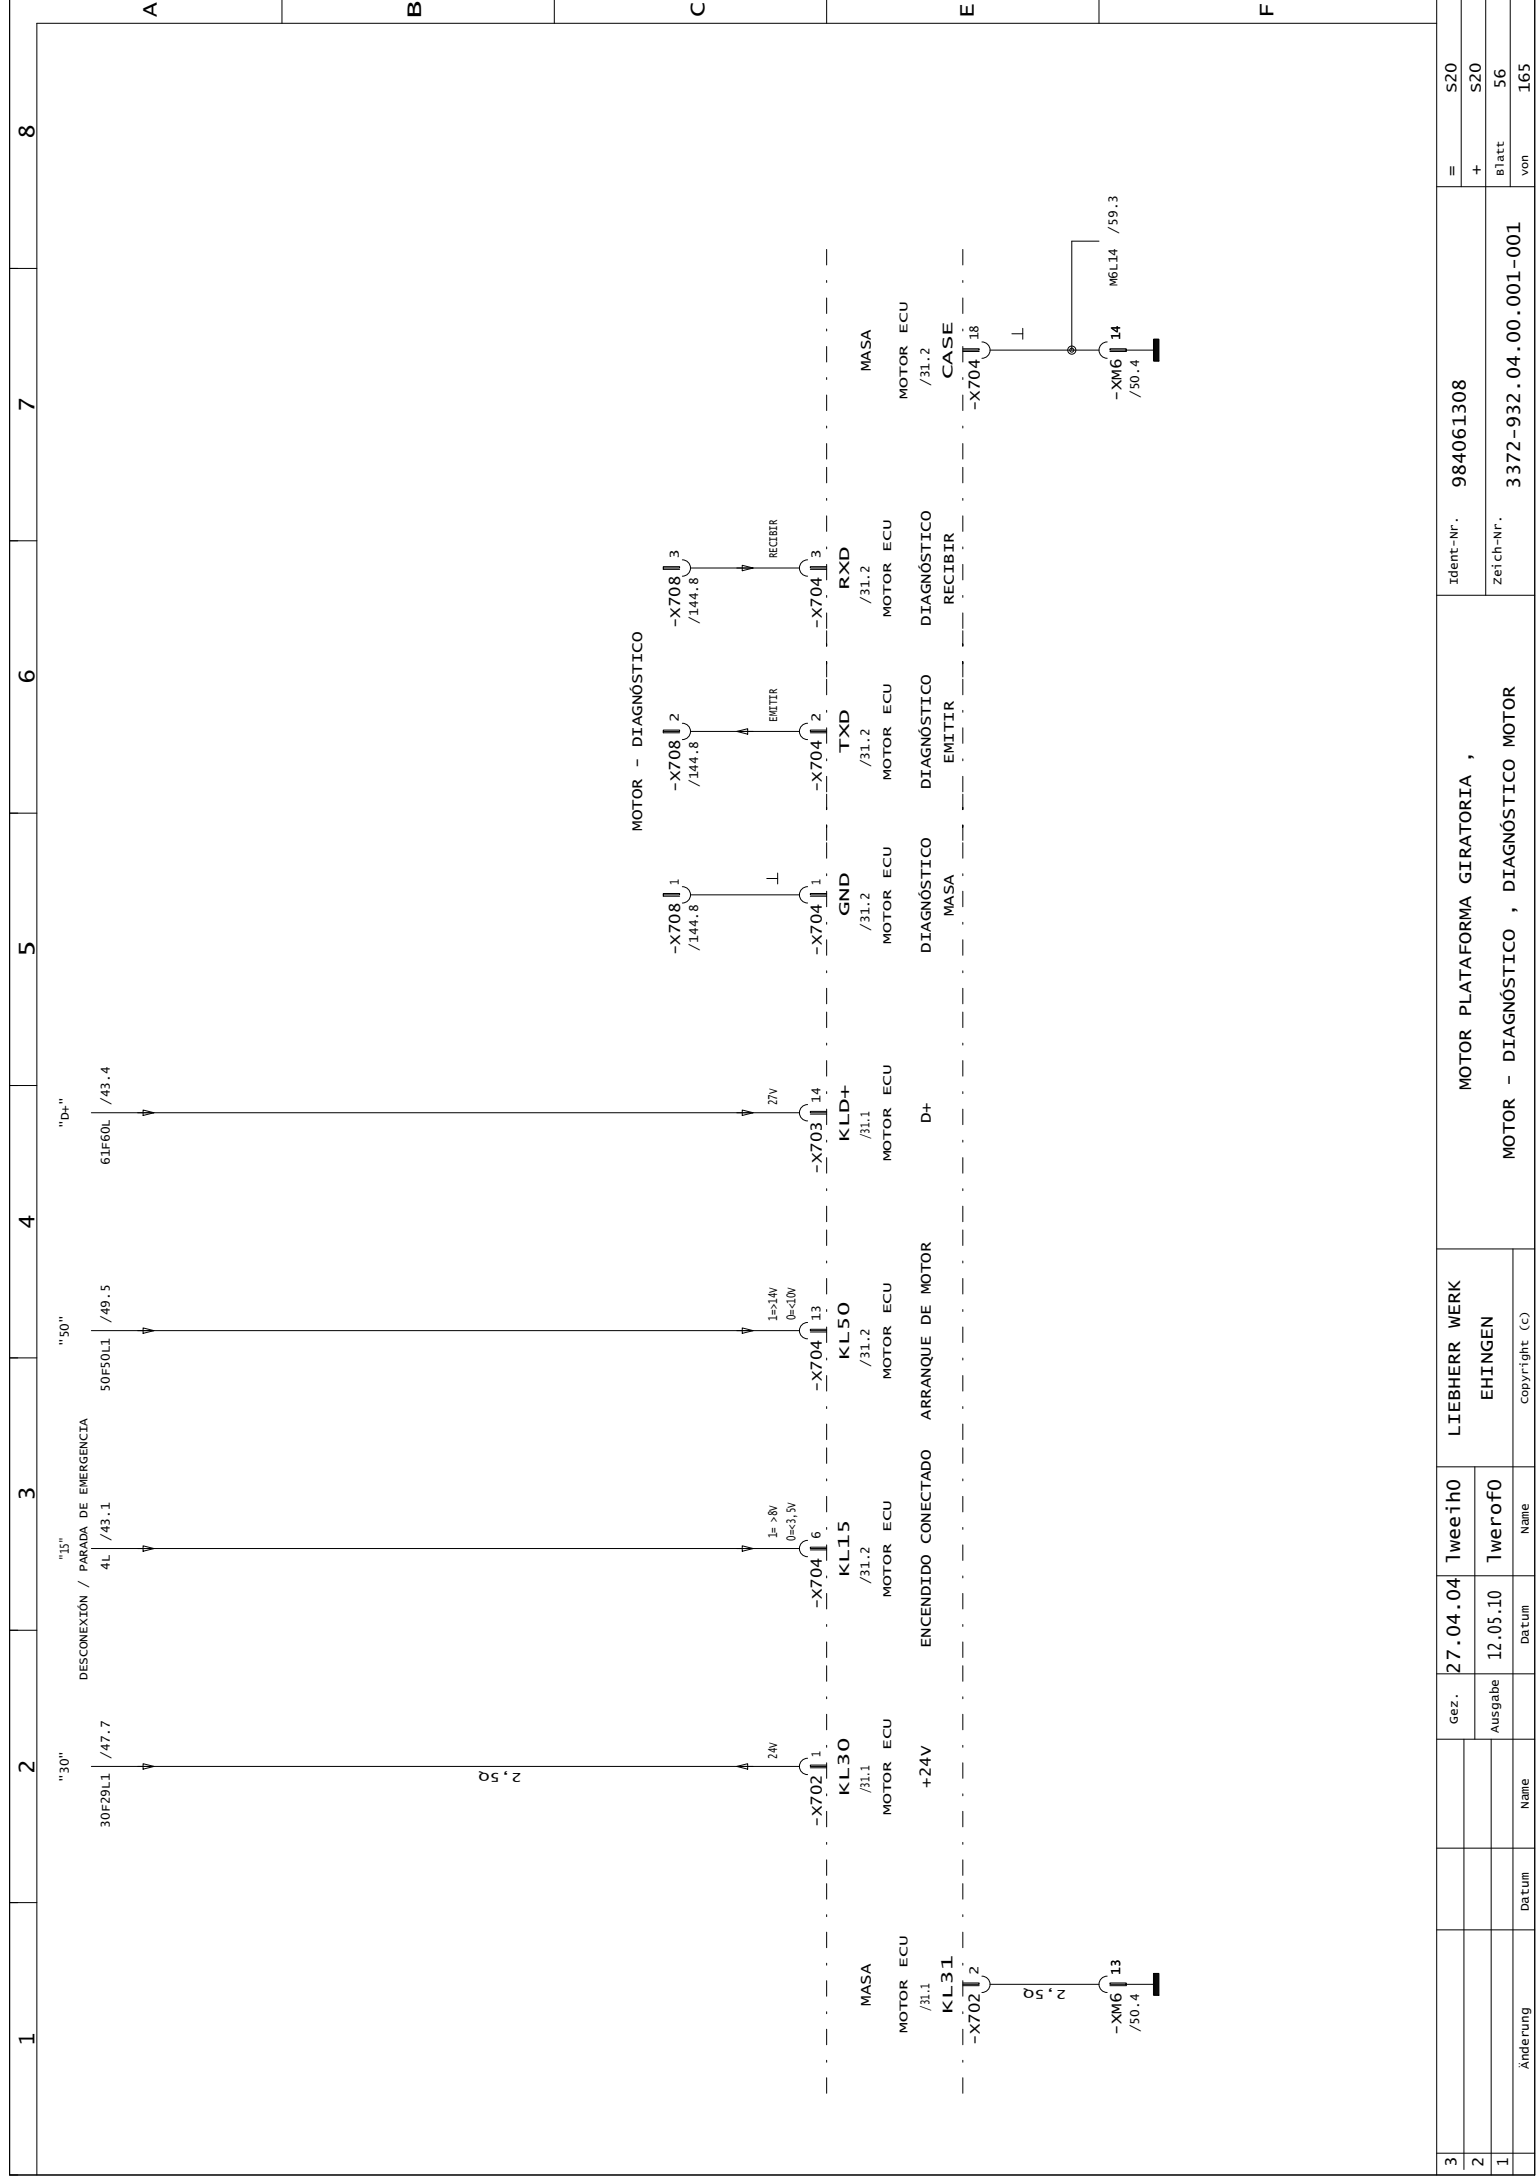 1
2
3
4
5
6
7
8
A
B
C
E
F
"30"
30F29L1 /47.7
"15"
DESCONEXIÓN / PARADA DE EMERGENCIA
4L /43.1
"50"
50F50L1 /49.5
"D+"
61F60L /43.4
2,5Q
MOTOR - DIAGNÓSTICO
-X708 1
/144.8
-X708 2
/144.8
-X708 3
/144.8
24V
1= >8V
0=<3,5V
1=>14V
0=<10V
27V
⊥
EMITIR
RECIBIR
-X702 1
KL30
/31.1
MOTOR ECU
+24V
-X704 6
KL15
/31.2
MOTOR ECU
ENCENDIDO CONECTADO
-X704 13
KL50
/31.2
MOTOR ECU
ARRANQUE DE MOTOR
-X703 14
KLD+
/31.1
MOTOR ECU
D+
-X704 1
GND
/31.2
MOTOR ECU
DIAGNÓSTICO
MASA
-X704 2
TXD
/31.2
MOTOR ECU
DIAGNÓSTICO
EMITIR
-X704 3
RXD
/31.2
MOTOR ECU
DIAGNÓSTICO
RECIBIR
MASA
MOTOR ECU
/31.1
KL31
-X702 2
2,5Q
-XM6 13
/50.4
MASA
MOTOR ECU
/31.2
CASE
-X704 18
⊥
M6L14 /59.3
-XM6 14
/50.4
3
2
1
Änderung
Datum
Name
Gez. 27.04.04 lweeih0
Ausgabe 12.05.10 lwerof0
Datum
Name
LIEBHERR WERK
EHINGEN
Copyright (c)
MOTOR PLATAFORMA GIRATORIA ,
MOTOR - DIAGNÓSTICO , DIAGNÓSTICO MOTOR
Ident-Nr. 984061308
Zeich-Nr. 3372-932.04.00.001-001
= S20
+ S20
Blatt 56
von 165